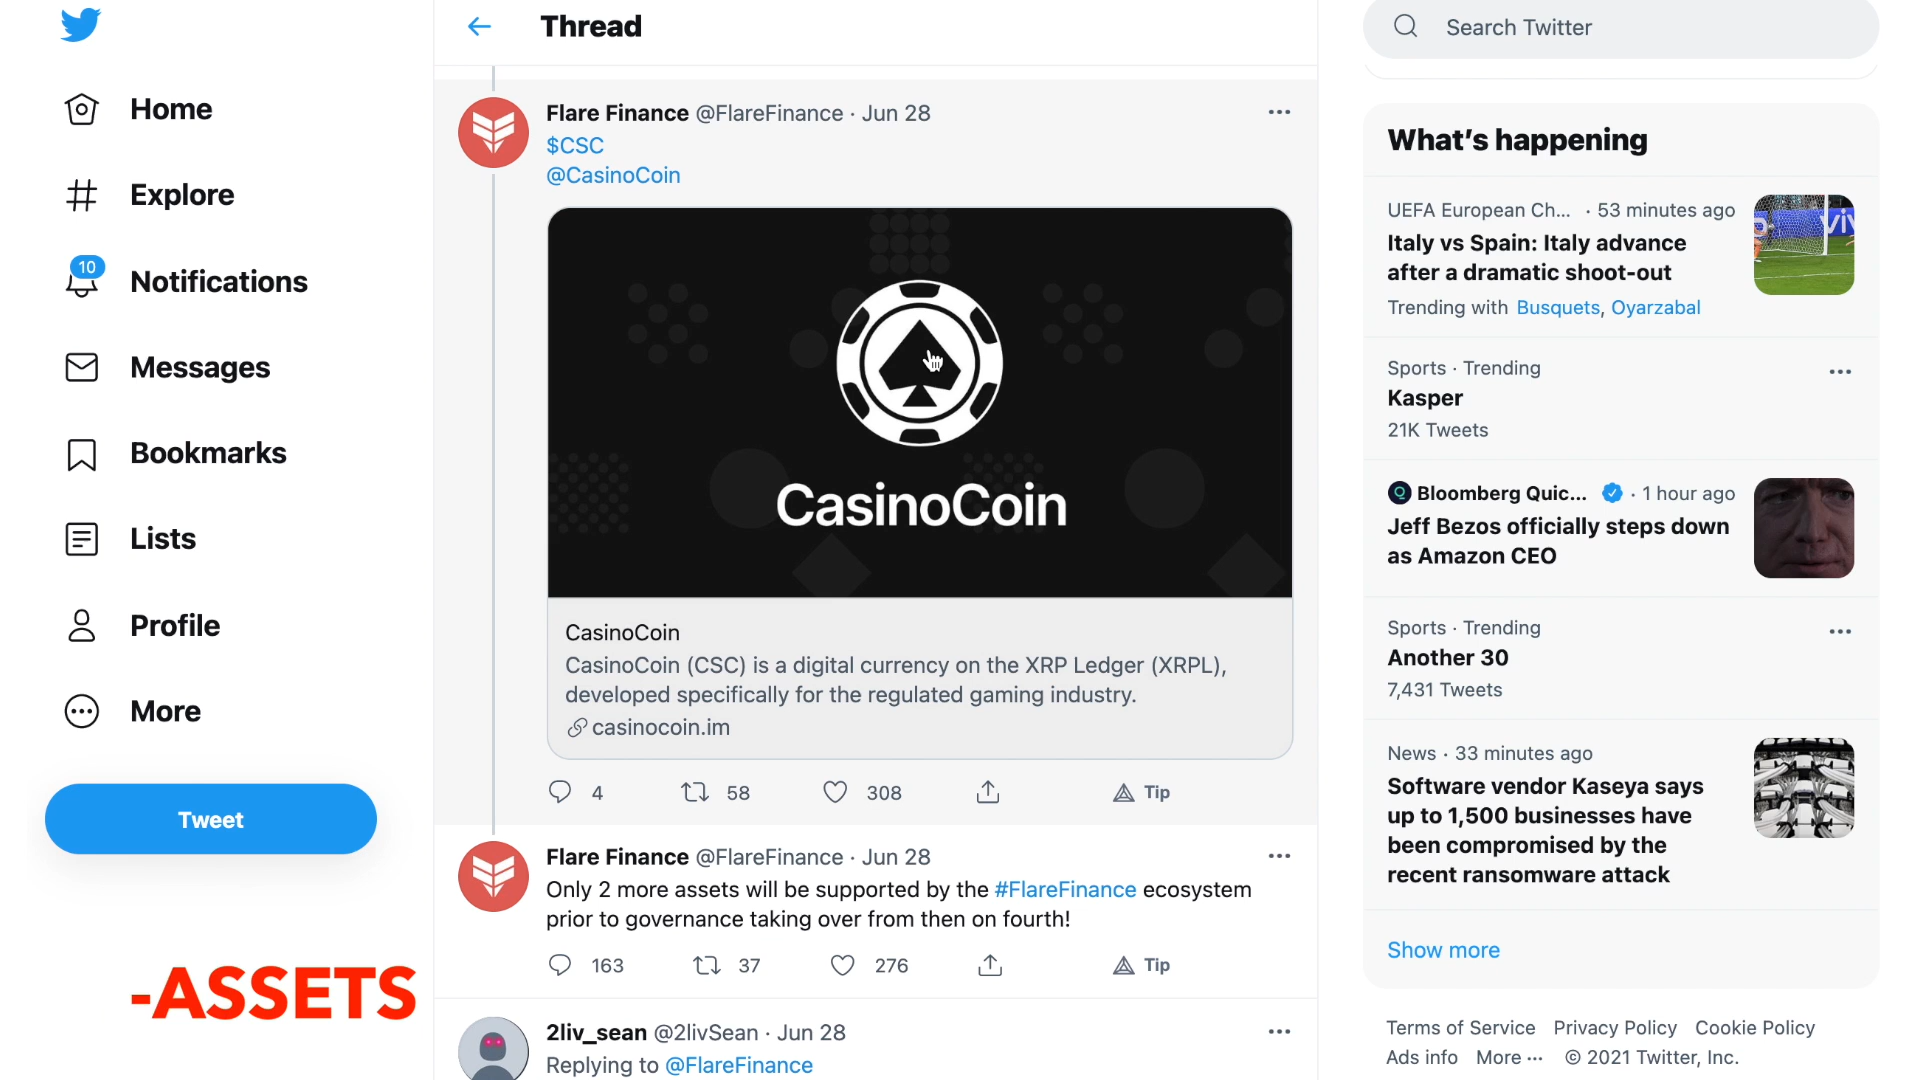 Home
Explore
10
Notifications
Messages
Bookmarks
Lists
Profile
More
Tweet
-ASSETS
Thread
Flare Finance @FlareFinance · Jun 28
$CSC
@CasinoCoin
CasinoCoin
CasinoCoin
CasinoCoin (CSC) is a digital currency on the XRP Ledger (XRPL),
developed specifically for the regulated gaming industry.
casinocoin.im
4 58 308 Tip
Flare Finance @FlareFinance · Jun 28
Only 2 more assets will be supported by the #FlareFinance ecosystem
prior to governance taking over from then on fourth!
163 37 276 Tip
2liv_sean @2livSean · Jun 28
Replying to @FlareFinance
Search Twitter
What's happening
UEFA European Ch... · 53 minutes ago
Italy vs Spain: Italy advance
after a dramatic shoot-out
Trending with Busquets, Oyarzabal
Sports · Trending
Kasper
21K Tweets
Bloomberg Quic... · 1 hour ago
Jeff Bezos officially steps down
as Amazon CEO
Sports · Trending
Another 30
7,431 Tweets
News · 33 minutes ago
Software vendor Kaseya says
up to 1,500 businesses have
been compromised by the
recent ransomware attack
Show more
Terms of Service Privacy Policy Cookie Policy
Ads info More ··· © 2021 Twitter, Inc.